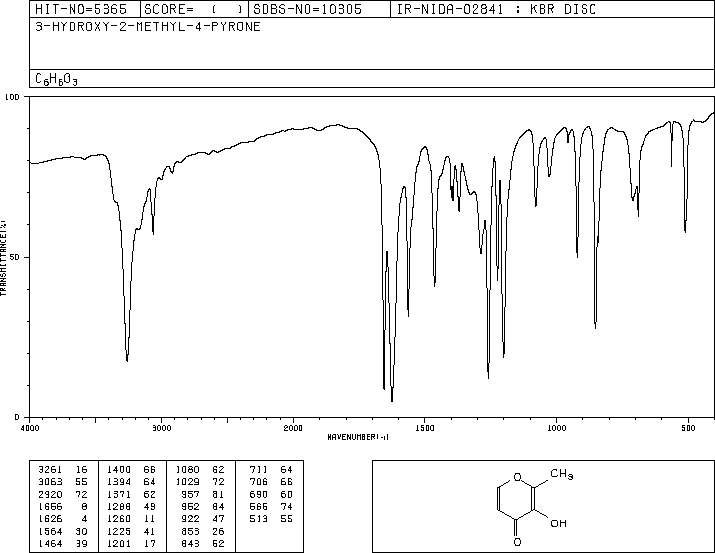 HIT-NO=5365 SCORE= ( ) SDBS-NO=10305 IR-NIDA-02841 : KBR DISC
3-HYDROXY-2-METHYL-4-PYRONE
C6H6O3
100
TRANSMITTANCE(%)
50
0
4000 3000 2000 1500 1000 500
WAVENUMBER(-1)
3261 16 1400 66 1080 62 711 64
3063 55 1394 64 1029 72 706 66
2920 72 1371 62 957 81 690 60
1656 8 1288 49 952 84 566 74
1626 4 1260 11 922 47 513 55
1564 30 1225 41 853 26
1464 39 1201 17 843 52
O
CH3
OH
O